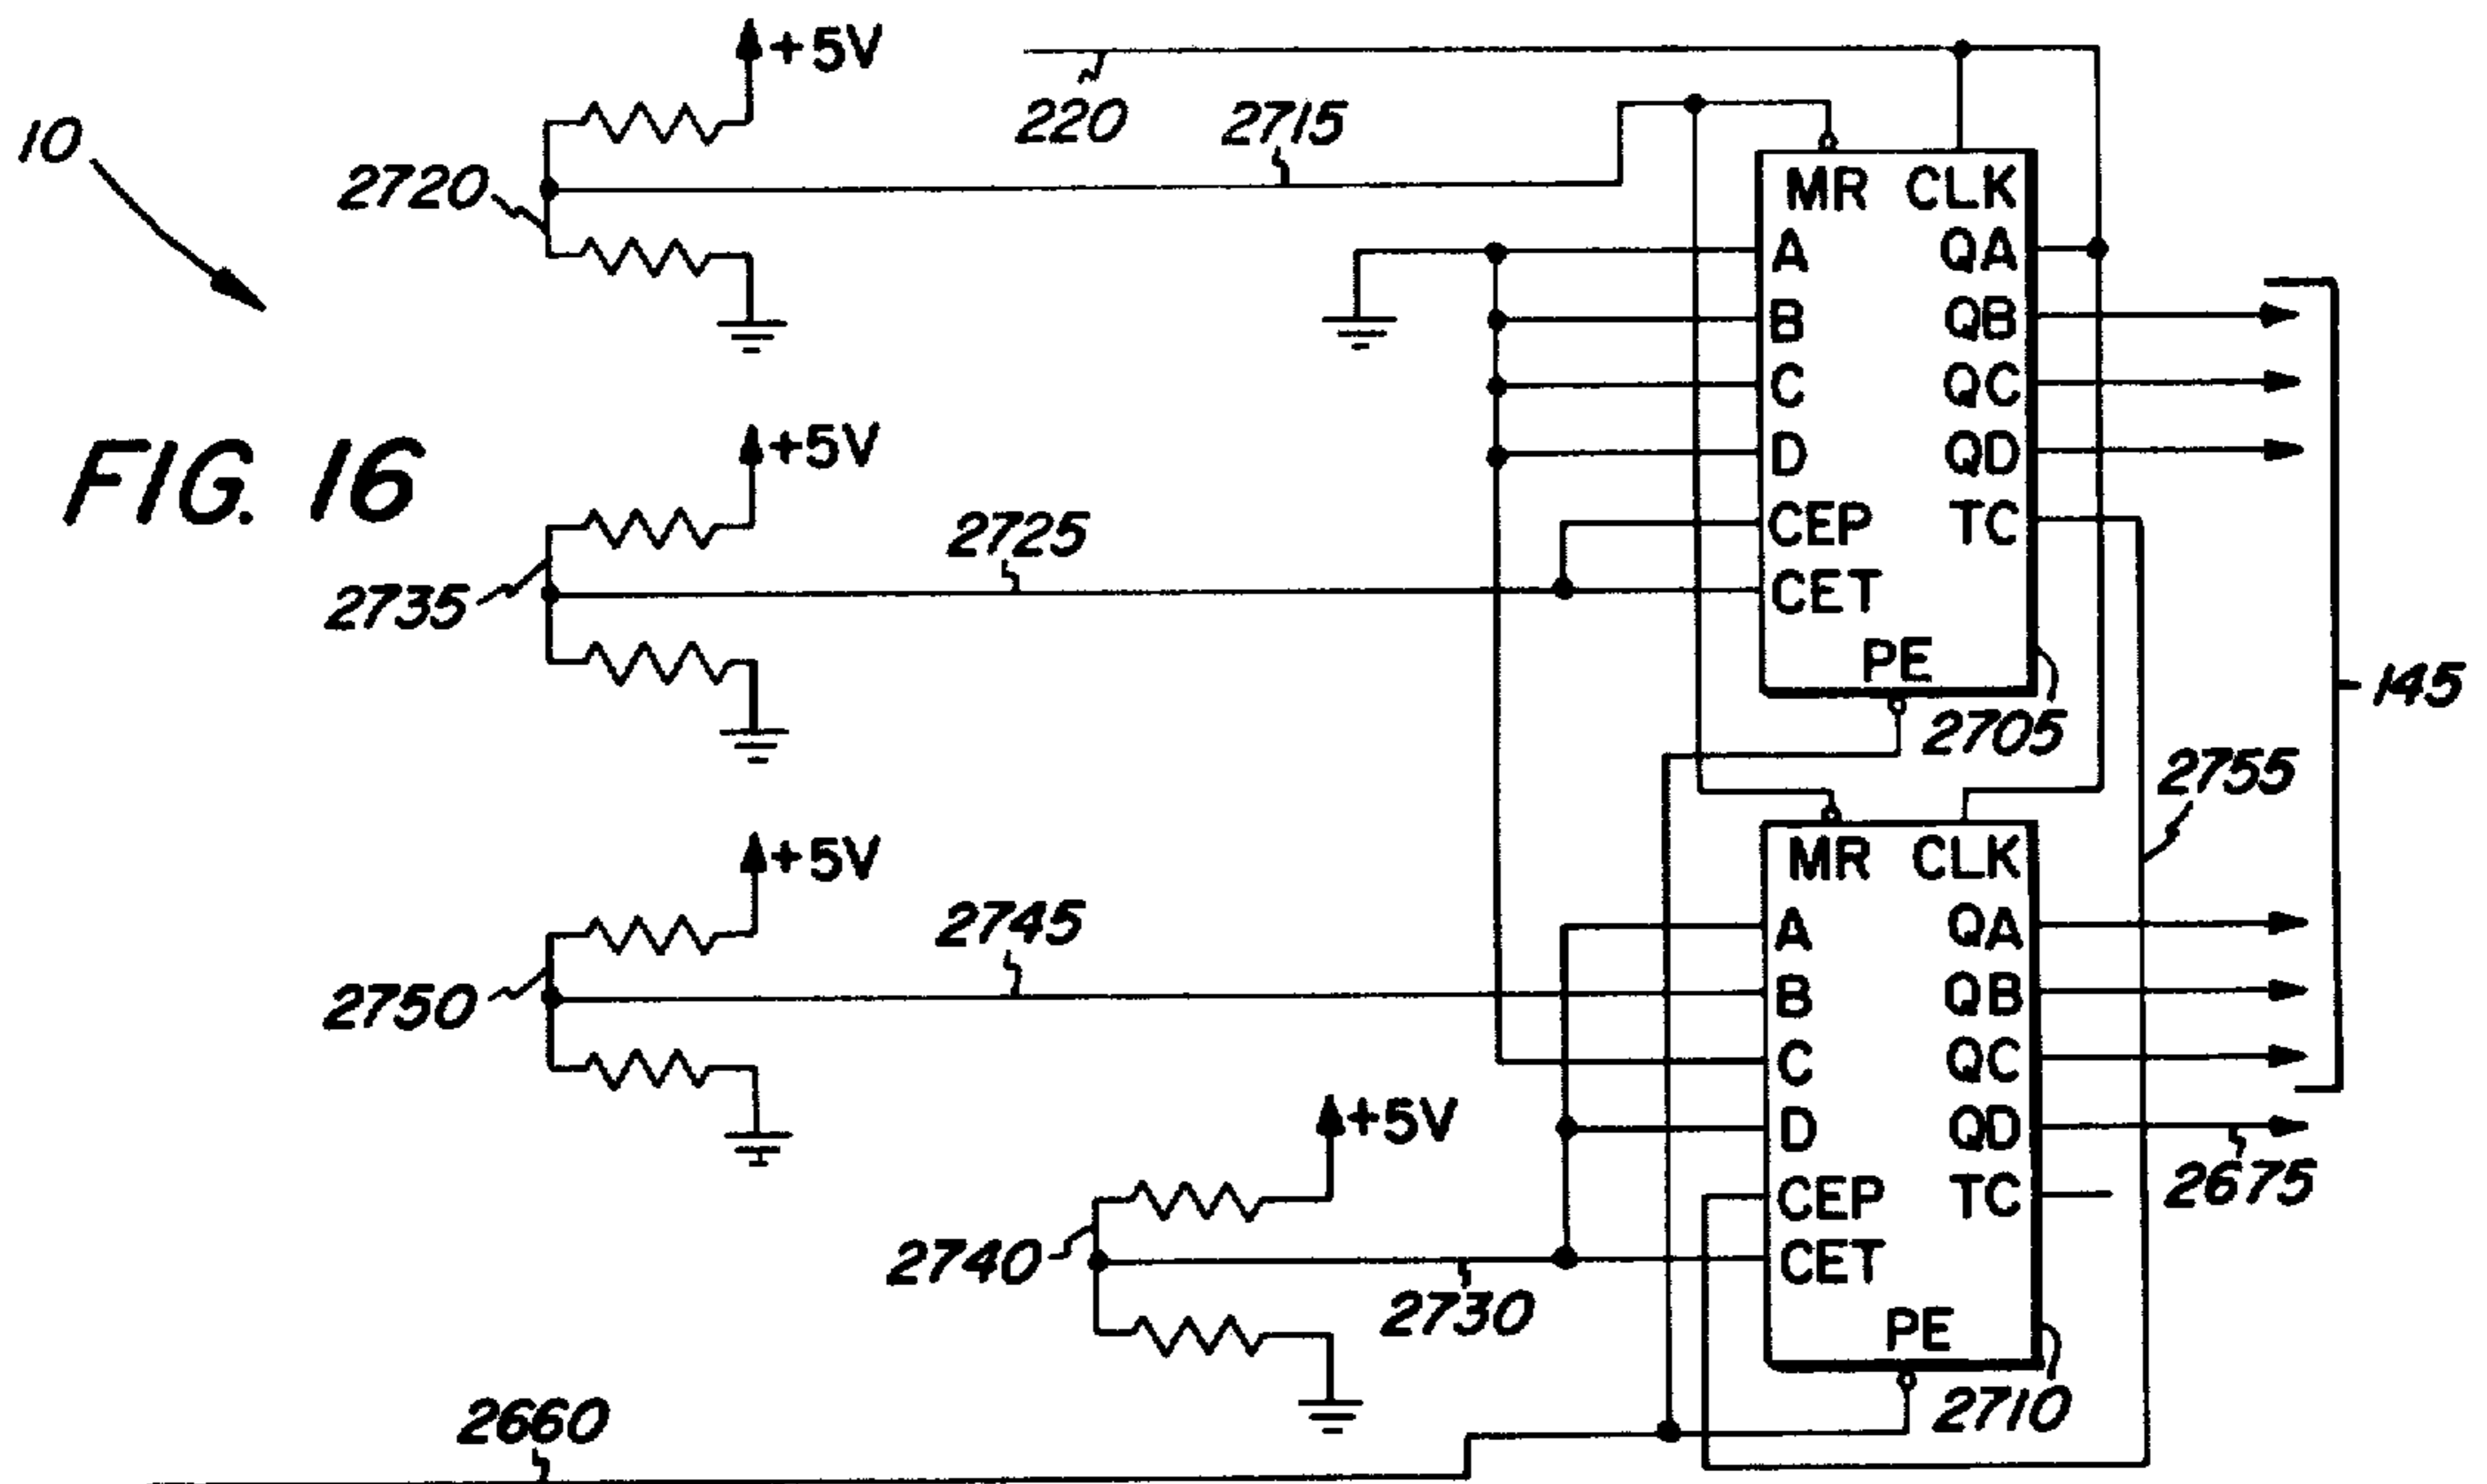 +5V
10
220
2715
2720
MR CLK
A QA
B QB
C QC
D QD
CEP TC
CET
PE
2705
FIG. 16
+5V
2725
2735
145
2755
+5V
2745
2750
MR CLK
A QA
B QB
C QC
D QD
2675
CEP TC
CET
PE
2710
+5V
2740
2730
2660